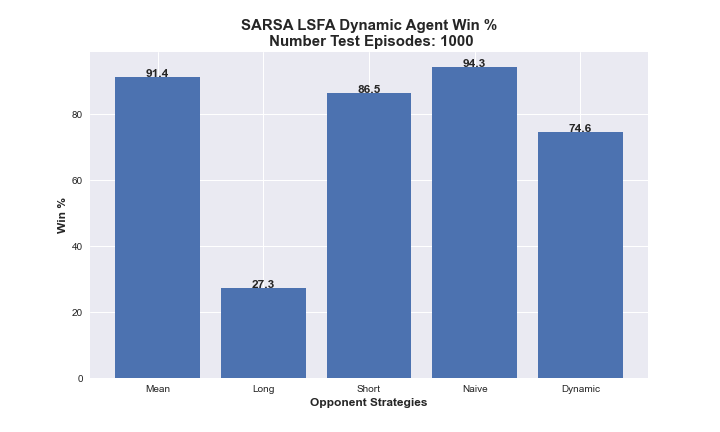 SARSA LSFA Dynamic Agent Win %
Number Test Episodes: 1000
91.4
27.3
86.5
94.3
74.6
Win %
80
60
40
20
0
Mean Long Short Naive Dynamic
Opponent Strategies